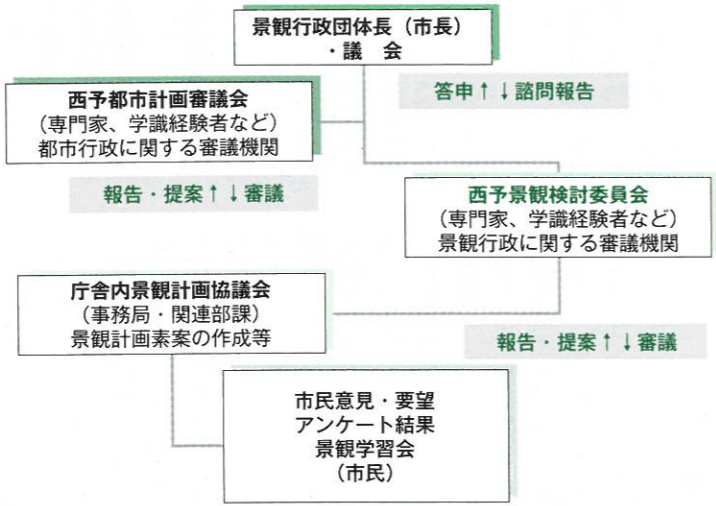 景観行政団体長(市長)
・議 会
答申↑↓諮問報告
西予都市計画審議会
(専門家、学識経験者など)
都市行政に関する審議機関
報告・提案↑↓審議
西予景観検討委員会
(専門家、学識経験者など)
景観行政に関する審議機関
庁舎内景観計画協議会
(事務局・関連部課)
景観計画素案の作成等
報告・提案↑↓審議
市民意見・要望
アンケート結果
景観学習会
(市民)